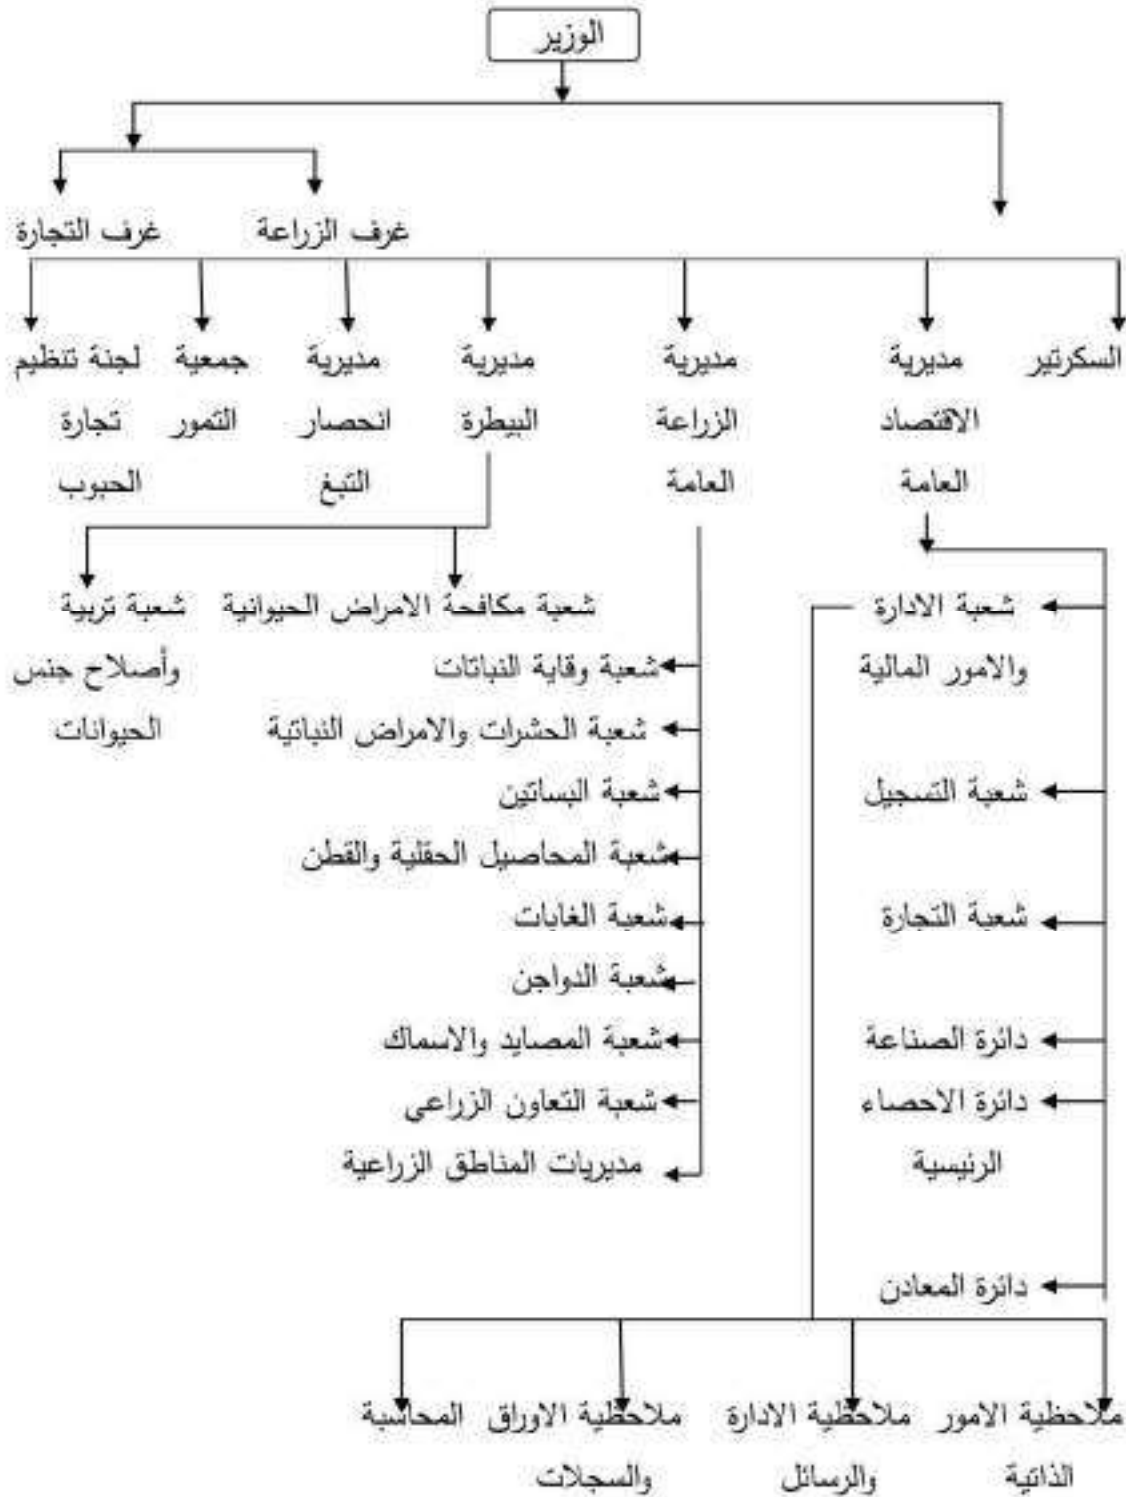 الوزير
غرف الزراعة
غرف التجارة
السكرتير
مديرية
الاقتصاد
العامة
مديرية
الزراعة
العامة
مديرية
البيطرة
مديرية
انحصار
التبغ
جمعية
التمور
لجنة تنظيم
تجارة
الحبوب
شعبة الادارة
والامور المالية
شعبة التسجيل
شعبة التجارة
دائرة الصناعة
دائرة الاحصاء
الرئيسية
دائرة المعادن
شعبة وقاية النباتات
شعبة الحشرات والامراض النباتية
شعبة البساتين
شعبة المحاصيل الحقلية والقطن
شعبة الغابات
شعبة الدواجن
شعبة المصايد والاسماك
شعبة التعاون الزراعي
مديريات المناطق الزراعية
شعبة مكافحة الامراض الحيوانية
شعبة تربية
وأصلاح جنس
الحيوانات
ملاحظية الامور
الذاتية
ملاحظية الادارة
والرسائل
ملاحظية الاوراق
والسجلات
المحاسبة